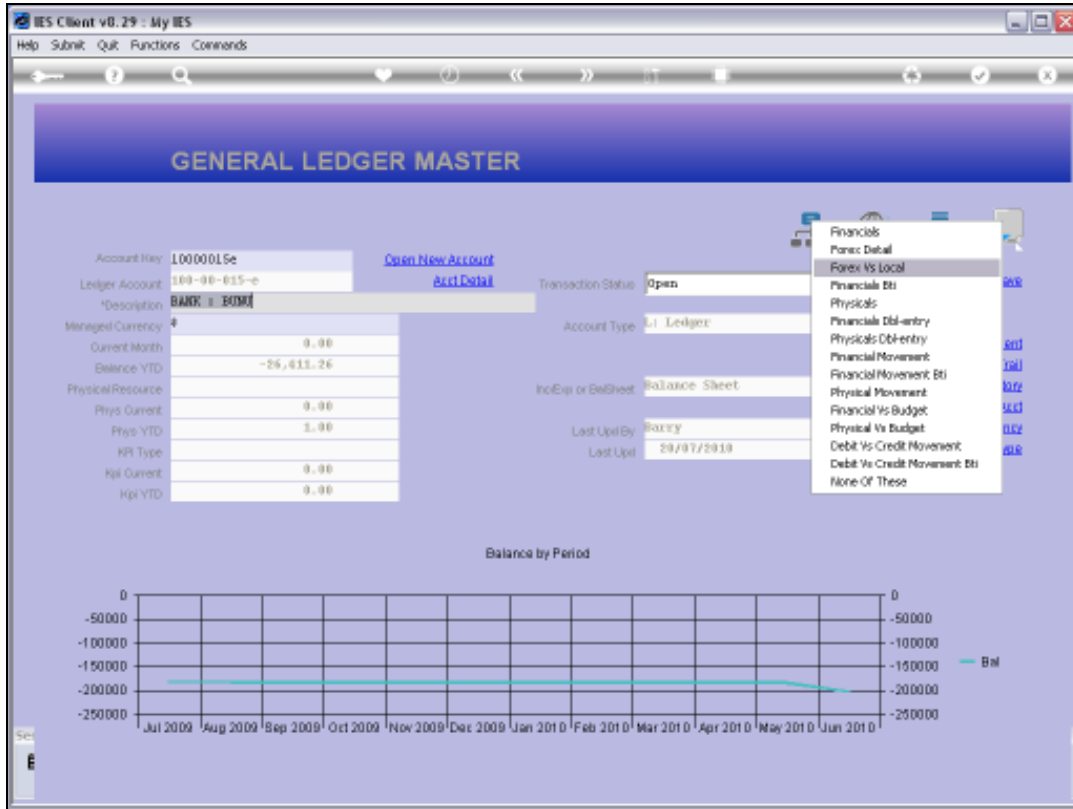 IES Client v8.29 : My IES
Help Submit Quit Functions Commands
GENERAL LEDGER MASTER
Account Key 10000015e Open New Account
Ledger Account 100-00-015-e Acct Detail Transaction Status Open
*Description BANK : BUNU
Managed Currency $ Account Type L: Ledger
Current Month 0.00
Balance YTD -26,411.26
Physical Resource Inc/Exp or BalSheet Balance Sheet
Phys Current 0.00
Phys YTD 1.00 Last Upd By Barry
KPI Type Last Upd 20/07/2010
Kpi Current 0.00
Kpi YTD 0.00
Financials
Forex Detail
Forex Vs Local
Financials Bti
Physicals
Financials Dbl-entry
Physicals Dbl-entry
Financial Movement
Financial Movement Bti
Physical Movement
Financial Vs Budget
Physical Vs Budget
Debit Vs Credit Movement
Debit Vs Credit Movement Bti
None Of These
Balance by Period
0 0
-50000 -50000
-100000 -100000
-150000 -150000 Bal
-200000 -200000
-250000 -250000
Jul 2009 Aug 2009 Sep 2009 Oct 2009 Nov 2009 Dec 2009 Jan 2010 Feb 2010 Mar 2010 Apr 2010 May 2010 Jun 2010